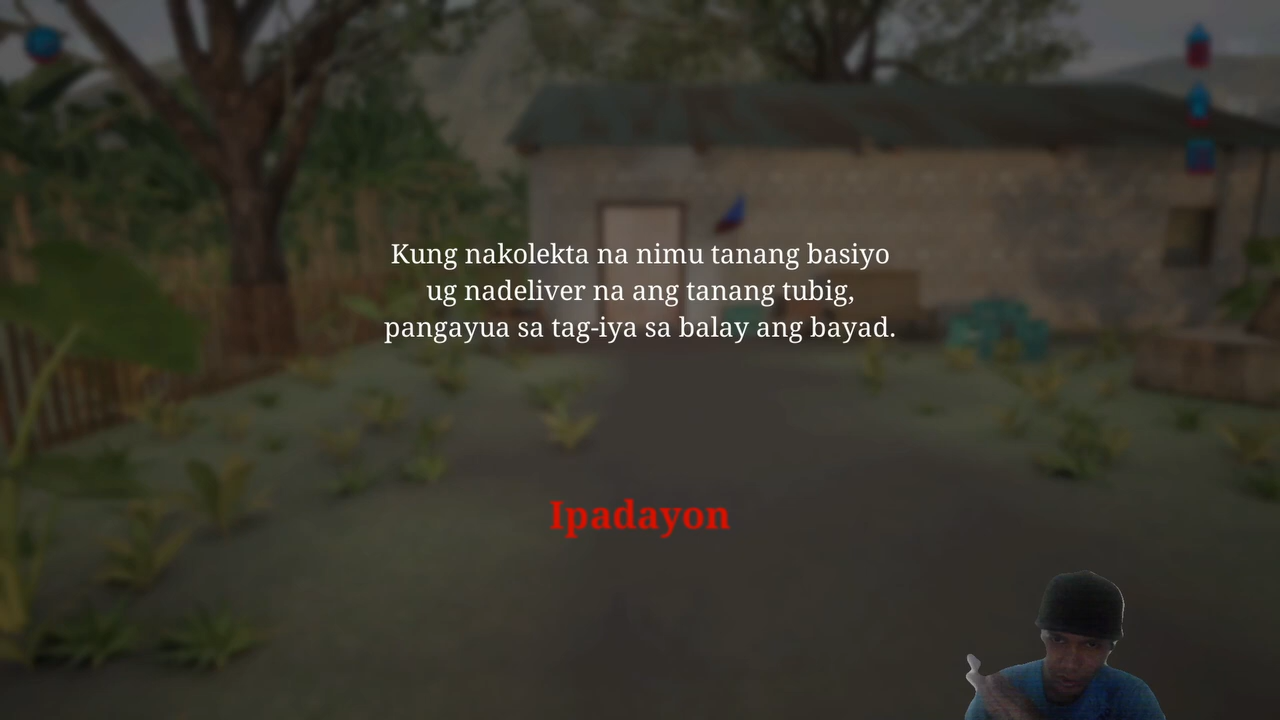 Kung nakolekta na nimu tanang basiyo
ug nadeliver na ang tanang tubig,
pangayua sa tag-iya sa balay ang bayad.
Ipadayon